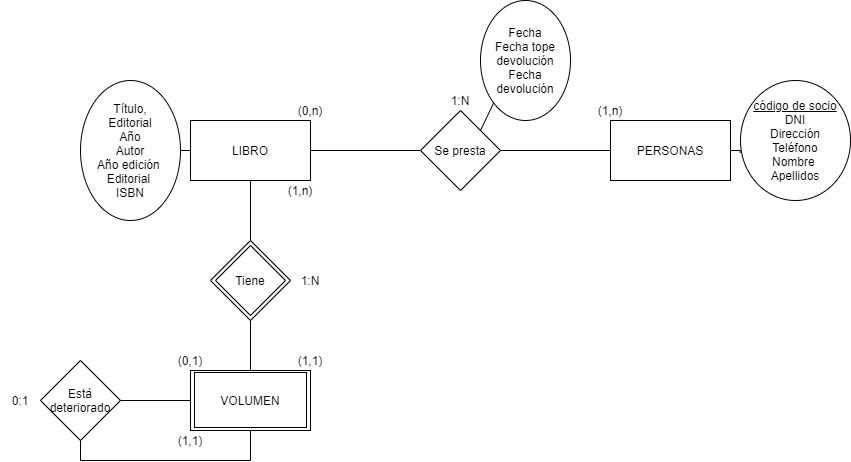 Fecha
Fecha tope
devolución
Fecha
devolución
1:N
Título,
Editorial
Año
Autor
Año edición
Editorial
ISBN
LIBRO
(0,n)
(1,n)
Se presta
(1,n)
PERSONAS
código de socio
DNI
Dirección
Teléfono
Nombre
Apellidos
Tiene
1:N
(0,1)
(1,1)
0:1
Está
deteriorado
VOLUMEN
(1,1)